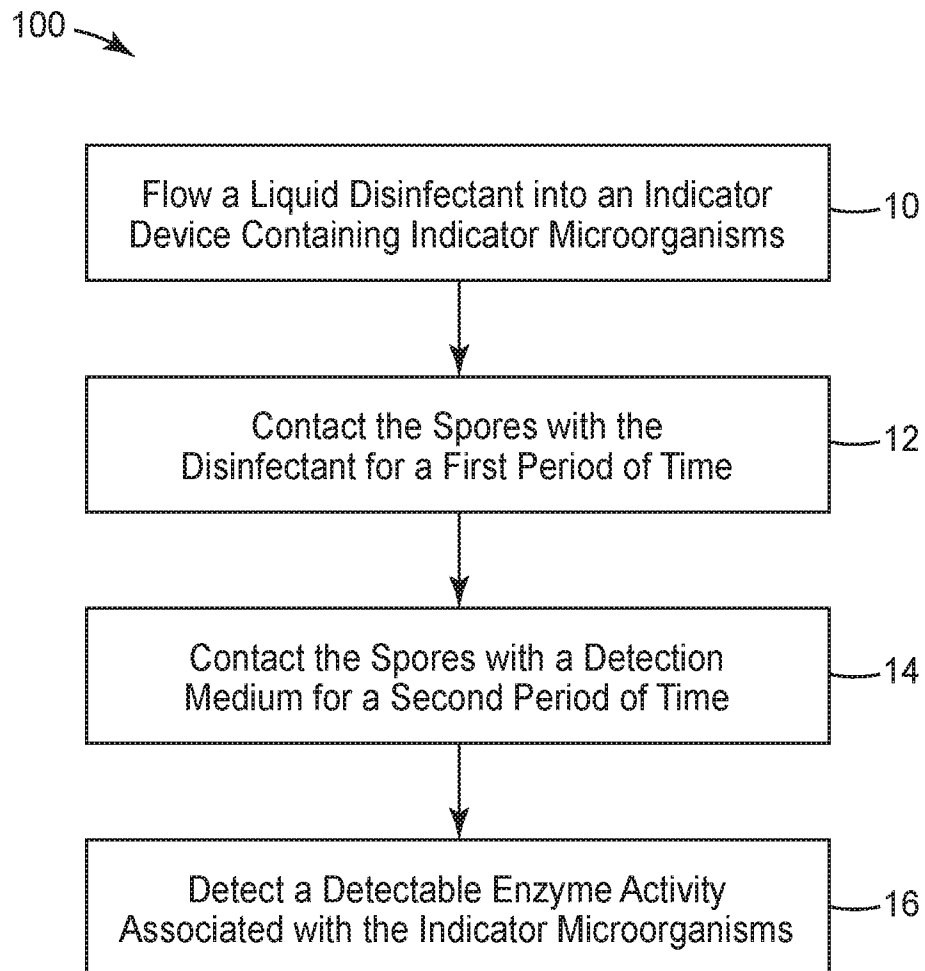 100
Flow a Liquid Disinfectant into an Indicator
Device Containing Indicator Microorganisms
10
Contact the Spores with the
Disinfectant for a First Period of Time
12
Contact the Spores with a Detection
Medium for a Second Period of Time
14
Detect a Detectable Enzyme Activity
Associated with the Indicator Microorganisms
16